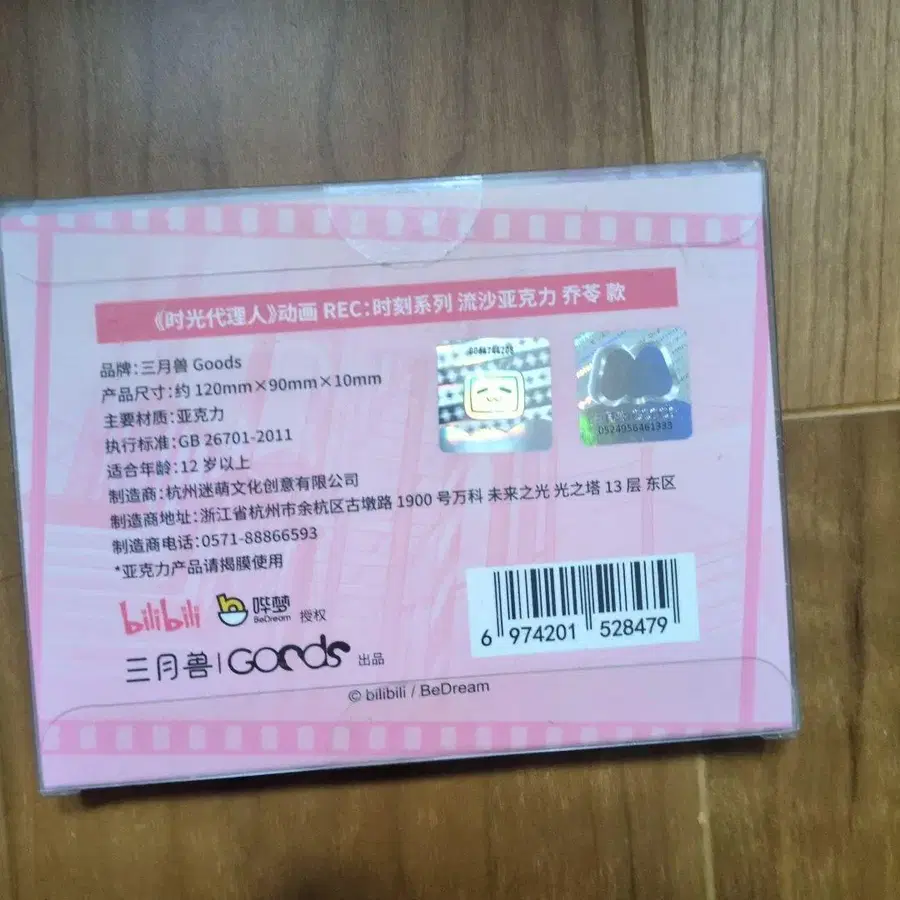 《时光代理人》动画 REC:时刻系列 流沙亚克力 乔苓 款
品牌:三月兽 Goods
产品尺寸:约 120mm×90mm×10mm
主要材质:亚克力
执行标准:GB 26701-2011
适合年龄:12 岁以上
制造商:杭州迷萌文化创意有限公司
制造商地址:浙江省杭州市余杭区古墩路 1900 号万科 未来之光 光之塔 13 层 东区
制造商电话:0571-88866593
*亚克力产品请揭膜使用
0524956461333
bilibili 哔梦 BeDream 授权
三月兽|Goods 出品
6 974201 528479
© bilibili / BeDream